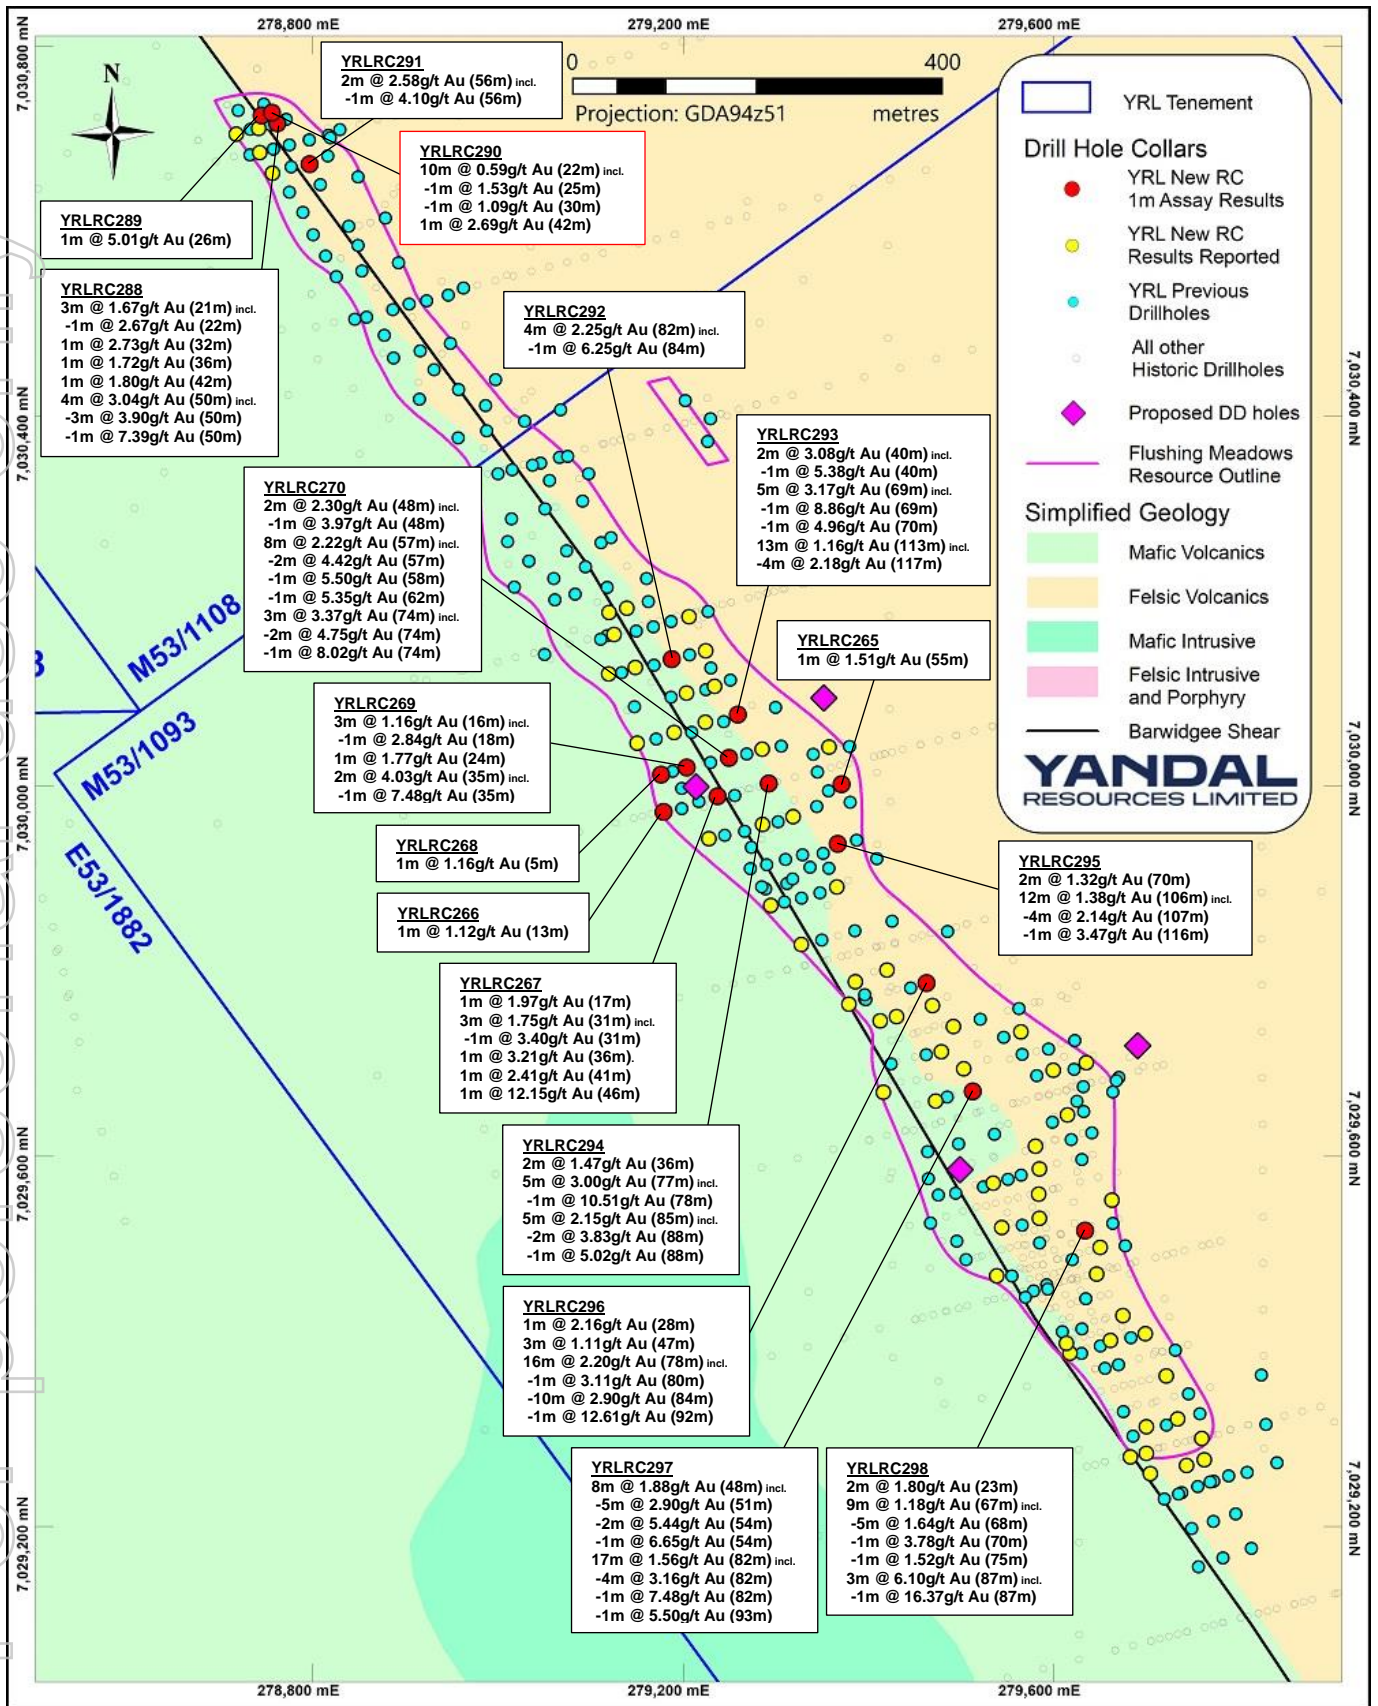 278,800 mE
279,200 mE
279,600 mE
7,030,800 mN
N
0
400
Projection: GDA94z51
metres
YRL Tenement
Drill Hole Collars
YRL New RC
1m Assay Results
YRL New RC
Results Reported
YRL Previous
Drillholes
All other
Historic Drillholes
Proposed DD holes
Flushing Meadows
Resource Outline
Simplified Geology
Mafic Volcanics
Felsic Volcanics
Mafic Intrusive
Felsic Intrusive
and Porphyry
Barwidgee Shear
YANDAL
RESOURCES LIMITED
YRLRC291
2m @ 2.58g/t Au (56m) incl.
-1m @ 4.10g/t Au (56m)
YRLRC290
10m @ 0.59g/t Au (22m) incl.
-1m @ 1.53g/t Au (25m)
-1m @ 1.09g/t Au (30m)
1m @ 2.69g/t Au (42m)
YRLRC289
1m @ 5.01g/t Au (26m)
YRLRC288
3m @ 1.67g/t Au (21m) incl.
-1m @ 2.67g/t Au (22m)
1m @ 2.73g/t Au (32m)
1m @ 1.72g/t Au (36m)
1m @ 1.80g/t Au (42m)
4m @ 3.04g/t Au (50m) incl.
-3m @ 3.90g/t Au (50m)
-1m @ 7.39g/t Au (50m)
YRLRC292
4m @ 2.25g/t Au (82m) incl.
-1m @ 6.25g/t Au (84m)
7,030,400 mN
7,030,400 mN
YRLRC293
2m @ 3.08g/t Au (40m) incl.
-1m @ 5.38g/t Au (40m)
5m @ 3.17g/t Au (69m) incl.
-1m @ 8.86g/t Au (69m)
-1m @ 4.96g/t Au (70m)
13m @ 1.16g/t Au (113m) incl.
-4m @ 2.18g/t Au (117m)
YRLRC270
2m @ 2.30g/t Au (48m) incl.
-1m @ 3.97g/t Au (48m)
8m @ 2.22g/t Au (57m) incl.
-2m @ 4.42g/t Au (57m)
-1m @ 5.50g/t Au (58m)
-1m @ 5.35g/t Au (62m)
3m @ 3.37g/t Au (74m) incl.
-2m @ 4.75g/t Au (74m)
-1m @ 8.02g/t Au (74m)
YRLRC265
1m @ 1.51g/t Au (55m)
3
M53/1108
M53/1093
E53/1882
YRLRC269
3m @ 1.16g/t Au (16m) incl.
-1m @ 2.84g/t Au (18m)
1m @ 1.77g/t Au (24m)
2m @ 4.03g/t Au (35m) incl.
-1m @ 7.48g/t Au (35m)
7,030,000 mN
7,030,000 mN
YRLRC268
1m @ 1.16g/t Au (5m)
YRLRC266
1m @ 1.12g/t Au (13m)
YRLRC295
2m @ 1.32g/t Au (70m)
12m @ 1.38g/t Au (106m) incl.
-4m @ 2.14g/t Au (107m)
-1m @ 3.47g/t Au (116m)
YRLRC267
1m @ 1.97g/t Au (17m)
3m @ 1.75g/t Au (31m) incl.
-1m @ 3.40g/t Au (31m)
1m @ 3.21g/t Au (36m).
1m @ 2.41g/t Au (41m)
1m @ 12.15g/t Au (46m)
YRLRC294
2m @ 1.47g/t Au (36m)
5m @ 3.00g/t Au (77m) incl.
-1m @ 10.51g/t Au (78m)
5m @ 2.15g/t Au (85m) incl.
-2m @ 3.83g/t Au (88m)
-1m @ 5.02g/t Au (88m)
7,029,600 mN
7,029,600 mN
YRLRC296
1m @ 2.16g/t Au (28m)
3m @ 1.11g/t Au (47m)
16m @ 2.20g/t Au (78m) incl.
-1m @ 3.11g/t Au (80m)
-10m @ 2.90g/t Au (84m)
-1m @ 12.61g/t Au (92m)
YRLRC297
8m @ 1.88g/t Au (48m) incl.
-5m @ 2.90g/t Au (51m)
-2m @ 5.44g/t Au (54m)
-1m @ 6.65g/t Au (54m)
17m @ 1.56g/t Au (82m) incl.
-4m @ 3.16g/t Au (82m)
-1m @ 7.48g/t Au (82m)
-1m @ 5.50g/t Au (93m)
YRLRC298
2m @ 1.80g/t Au (23m)
9m @ 1.18g/t Au (67m) incl.
-5m @ 1.64g/t Au (68m)
-1m @ 3.78g/t Au (70m)
-1m @ 1.52g/t Au (75m)
3m @ 6.10g/t Au (87m) incl.
-1m @ 16.37g/t Au (87m)
7,029,200 mN
7,029,200 mN
278,800 mE
279,200 mE
279,600 mE